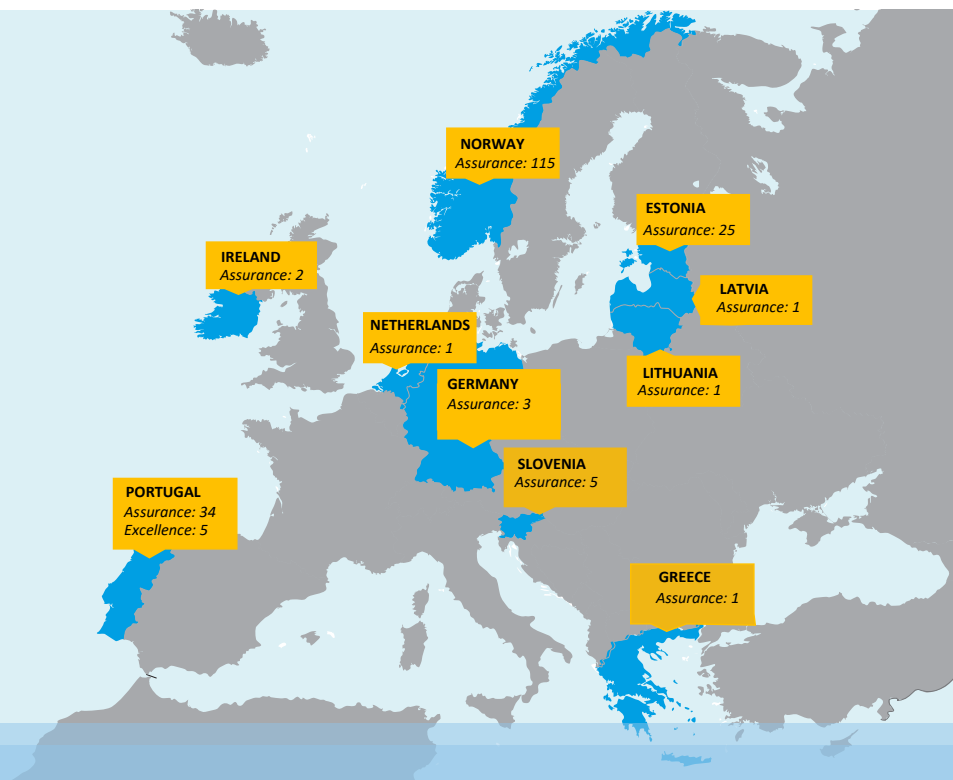 NORWAY
Assurance: 115
ESTONIA
Assurance: 25
IRELAND
Assurance: 2
LATVIA
Assurance: 1
NETHERLANDS
Assurance: 1
LITHUANIA
Assurance: 1
GERMANY
Assurance: 3
SLOVENIA
Assurance: 5
PORTUGAL
Assurance: 34
Excellence: 5
GREECE
Assurance: 1